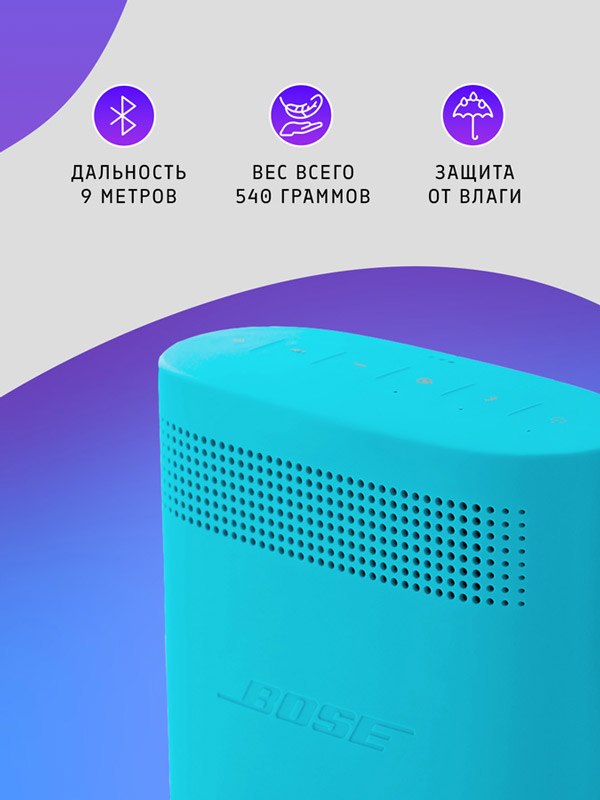 ДАЛЬНОСТЬ
9 МЕТРОВ
ВЕС ВСЕГО
540 ГРАММОВ
ЗАЩИТА
ОТ ВЛАГИ
BOSE